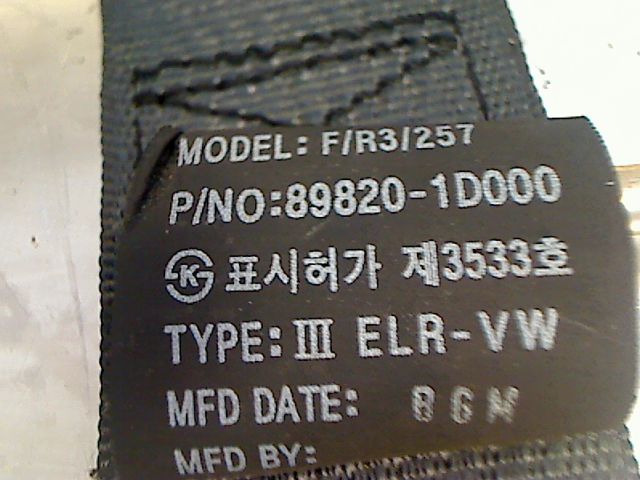 MODEL: F/R3/257
P/NO:89820-1D000
K 표시허가 제3533호
TYPE: III ELR-VW
MFD DATE: 8 G M
MFD BY: